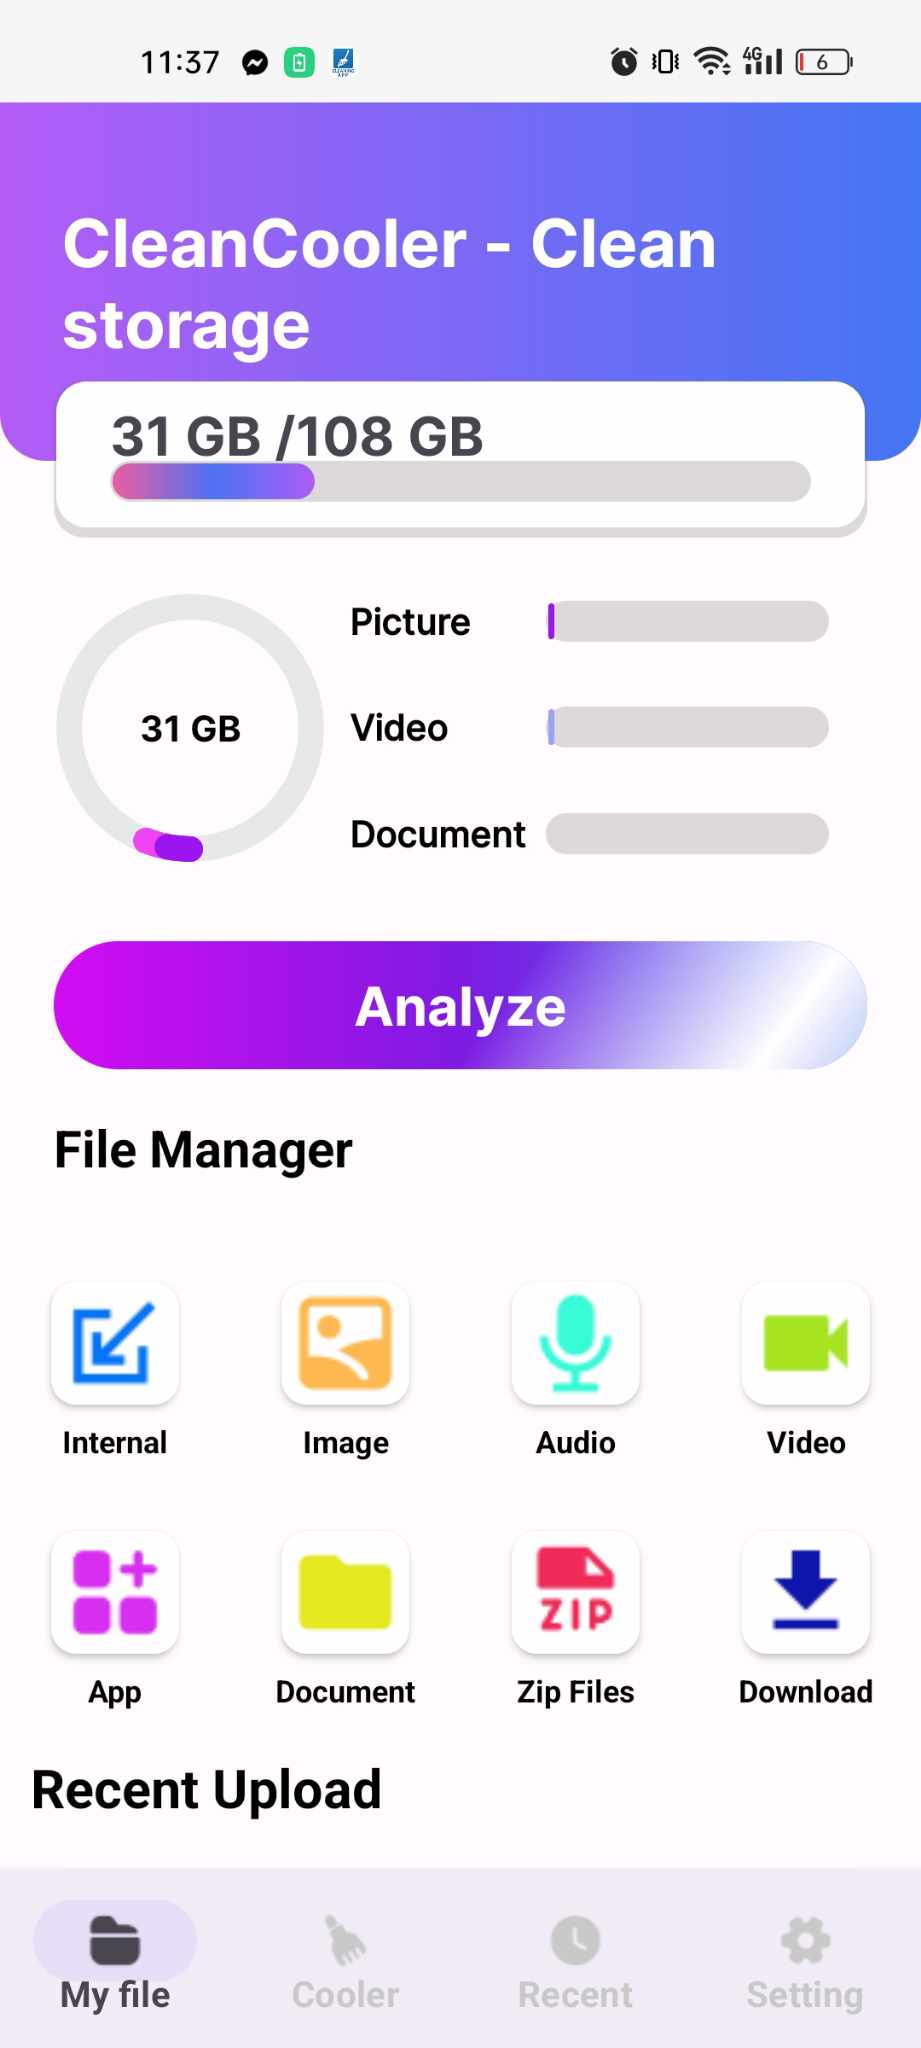 11:37
4G
6
CleanCooler - Clean
storage
31 GB /108 GB
31 GB
Picture
Video
Document
Analyze
File Manager
Internal
Image
Audio
Video
ZIP
App
Document
Zip Files
Download
Recent Upload
My file
Cooler
Recent
Setting